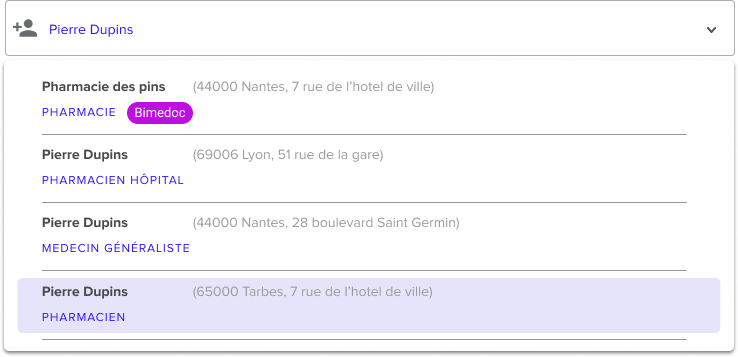 Pierre Dupins
Pharmacie des pins (44000 Nantes, 7 rue de l'hotel de ville)
PHARMACIE Bimedoc
Pierre Dupins (69006 Lyon, 51 rue de la gare)
PHARMACIEN HÔPITAL
Pierre Dupins (44000 Nantes, 28 boulevard Saint Germin)
MEDECIN GÉNÉRALISTE
Pierre Dupins (65000 Tarbes, 7 rue de l'hotel de ville)
PHARMACIEN